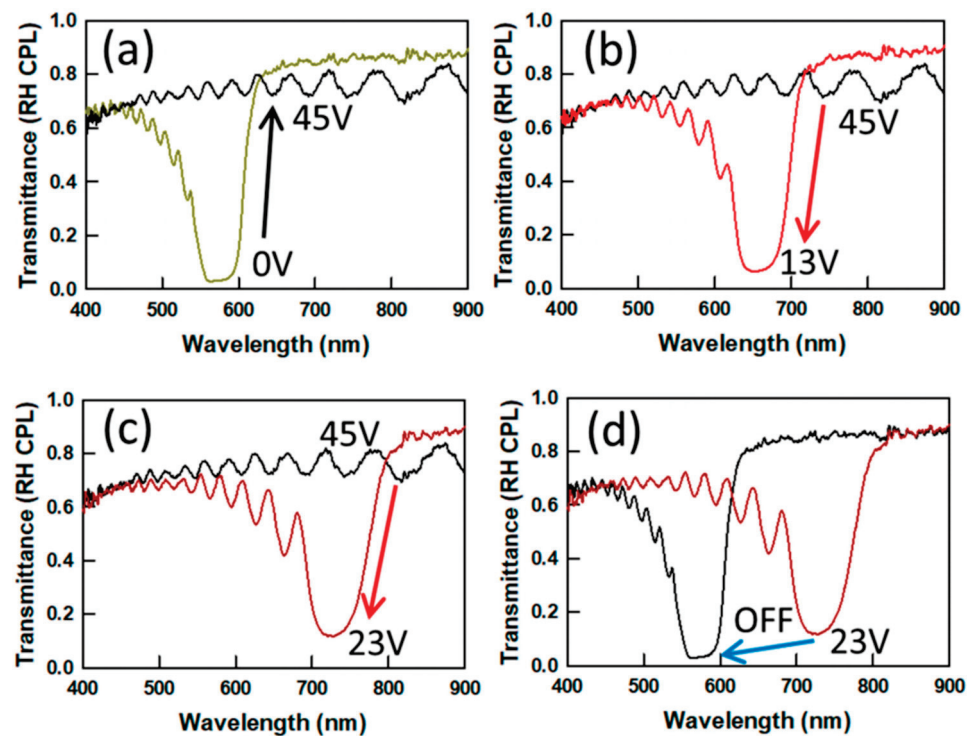 (a)
Transmittance (RH CPL)
1.0
0.8
0.6
0.4
0.2
0.0
45V
0V
400 500 600 700 800 900
Wavelength (nm)
(b)
Transmittance (RH CPL)
1.0
0.8
0.6
0.4
0.2
0.0
45V
13V
400 500 600 700 800 900
Wavelength (nm)
(c)
Transmittance (RH CPL)
1.0
0.8
0.6
0.4
0.2
0.0
45V
23V
400 500 600 700 800 900
Wavelength (nm)
(d)
Transmittance (RH CPL)
1.0
0.8
0.6
0.4
0.2
0.0
OFF
23V
400 500 600 700 800 900
Wavelength (nm)